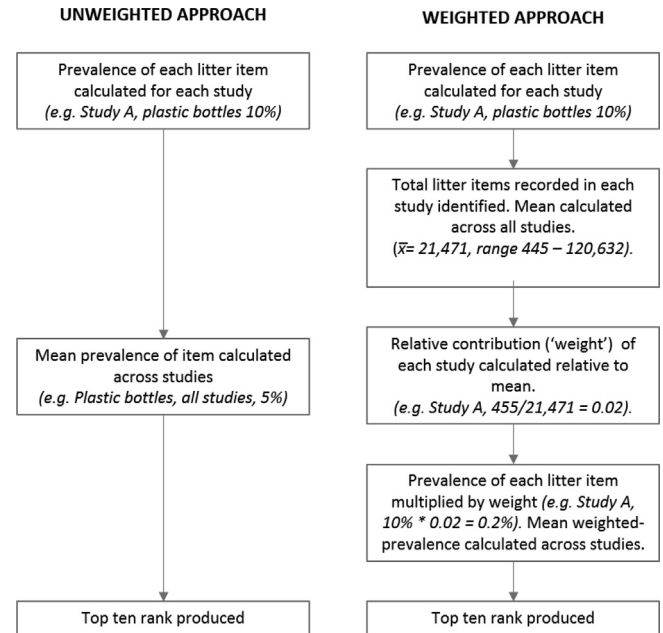 UNWEIGHTED APPROACH
Prevalence of each litter item
calculated for each study
(e.g. Study A, plastic bottles 10%)
Mean prevalence of item calculated
across studies
(e.g. Plastic bottles, all studies, 5%)
Top ten rank produced
WEIGHTED APPROACH
Prevalence of each litter item
calculated for each study
(e.g. Study A, plastic bottles 10%)
Total litter items recorded in each
study identified. Mean calculated
across all studies.
(x̅= 21,471, range 445 – 120,632).
Relative contribution (‘weight’) of
each study calculated relative to
mean.
(e.g. Study A, 455/21,471 = 0.02).
Prevalence of each litter item
multiplied by weight (e.g. Study A,
10% * 0.02 = 0.2%). Mean weighted-
prevalence calculated across studies.
Top ten rank produced